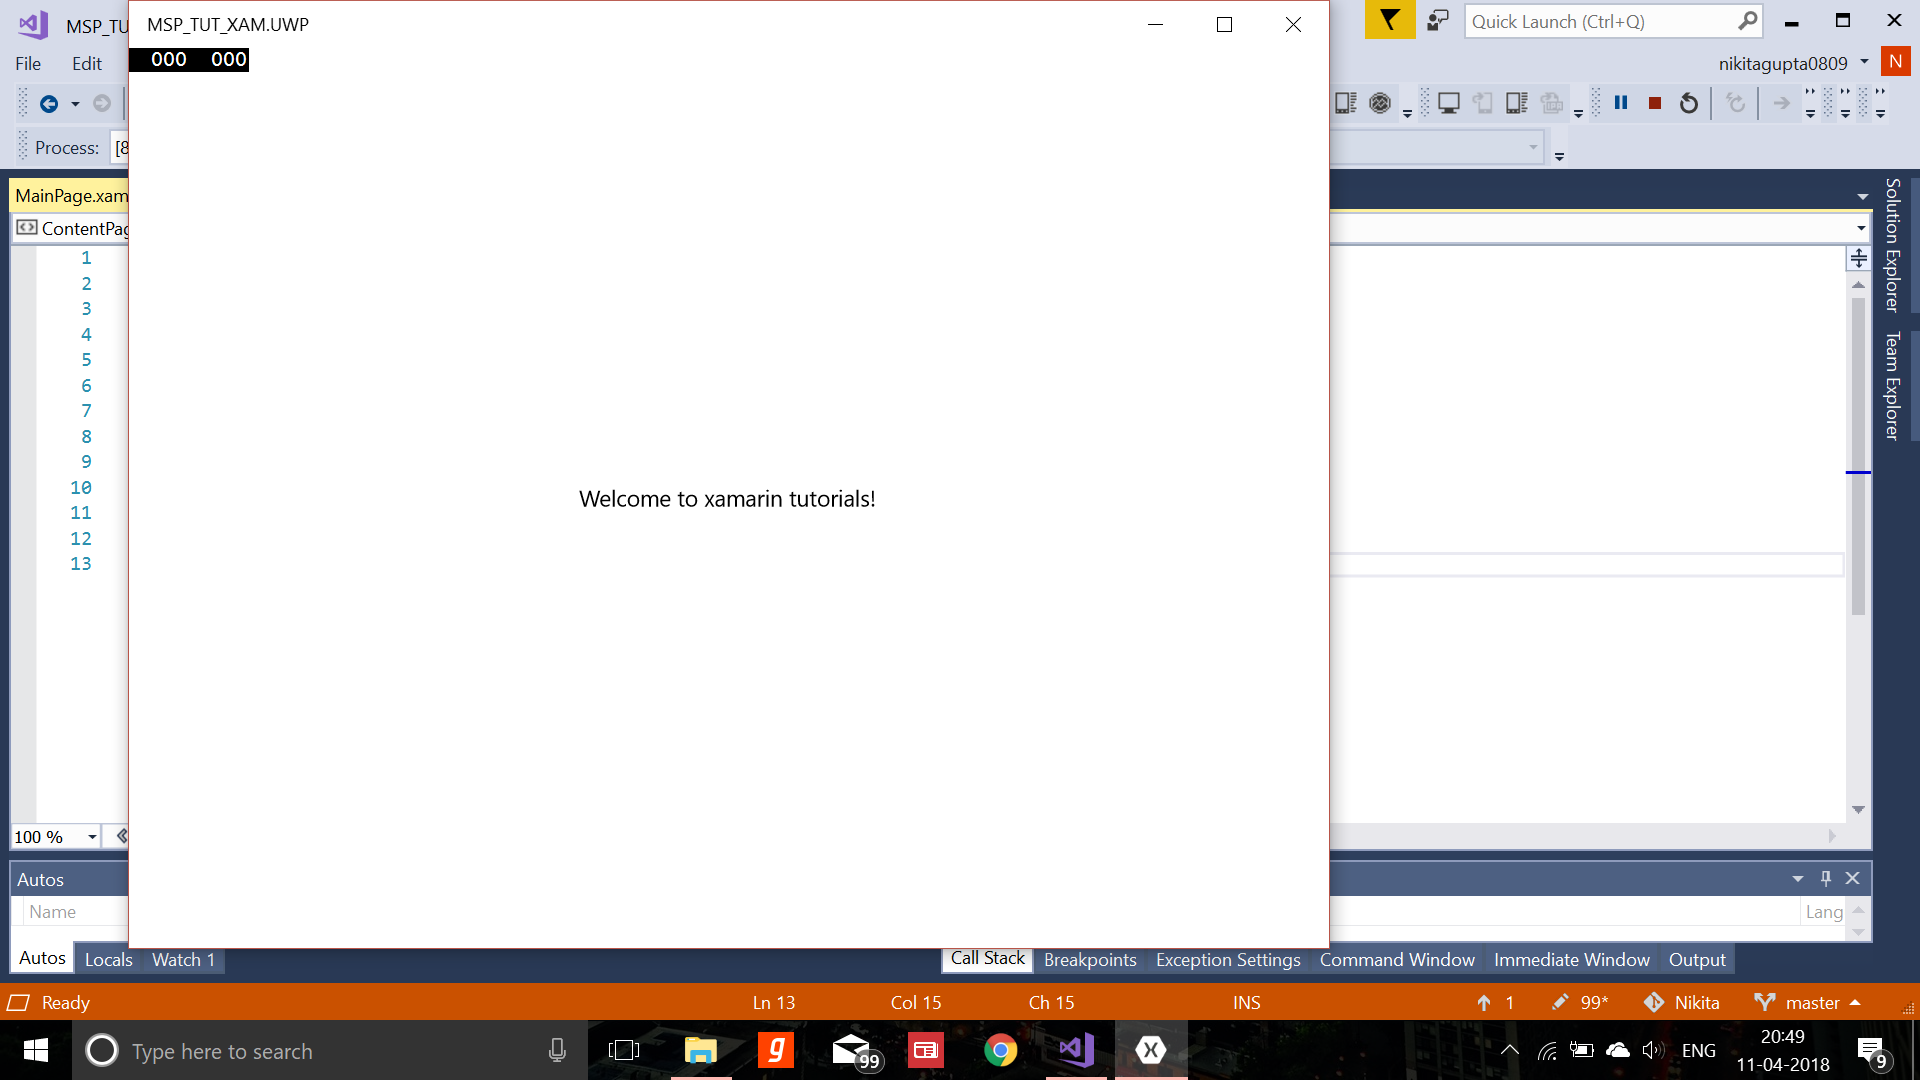 MSP_TU
MSP_TUT_XAM.UWP
Quick Launch (Ctrl+Q)
000 000
File Edit
nikitagupta0809
N
Process: [8
MainPage.xam
ContentPag
1
2
3
4
5
6
7
8
9
10
11
12
13
Welcome to xamarin tutorials!
Solution Explorer
Team Explorer
100 %
Autos
Name
Lang
Autos Locals Watch 1
Call Stack Breakpoints Exception Settings Command Window Immediate Window Output
Ready Ln 13 Col 15 Ch 15 INS 1 99* Nikita master
Type here to search
g
99
ENG
20:49
11-04-2018
9